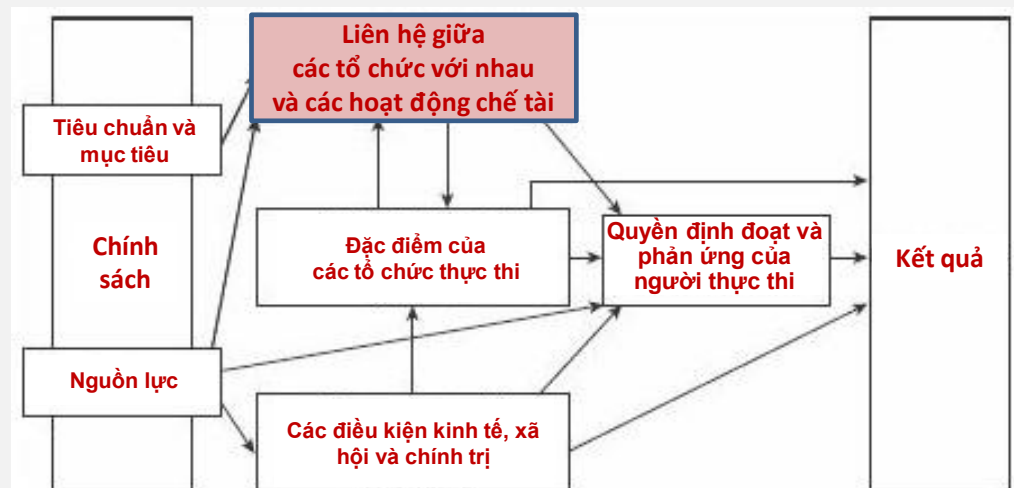 Liên hệ giữa
các tổ chức với nhau
và các hoạt động chế tài
Tiêu chuẩn và
mục tiêu
Chính
sách
Đặc điểm của
các tổ chức thực thi
Quyền định đoạt và
phản ứng của
người thực thi
Kết quả
Nguồn lực
Các điều kiện kinh tế, xã
hội và chính trị